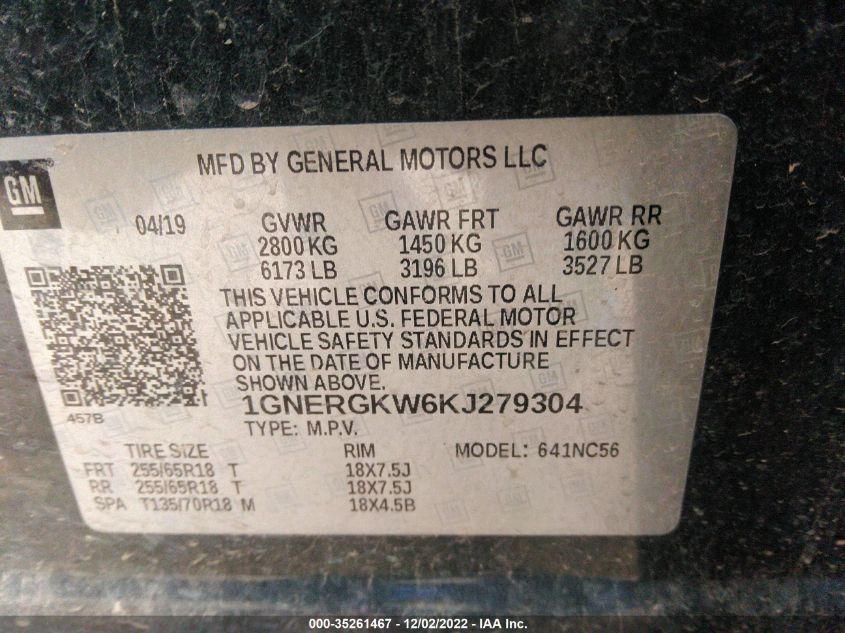 MFD BY GENERAL MOTORS LLC
GM
04/19 GVWR GAWR FRT GAWR RR
2800 KG 1450 KG 1600 KG
6173 LB 3196 LB 3527 LB
THIS VEHICLE CONFORMS TO ALL
APPLICABLE U.S. FEDERAL MOTOR
VEHICLE SAFETY STANDARDS IN EFFECT
ON THE DATE OF MANUFACTURE
SHOWN ABOVE.
457B
1GNERGKW6KJ279304
TYPE: M.P.V.
TIRE SIZE RIM MODEL: 641NC56
FRT 255/65R18 T 18X7.5J
RR 255/65R18 T 18X7.5J
SPA T135/70R18 M 18X4.5B
000-35261467 - 12/02/2022 - IAA Inc.